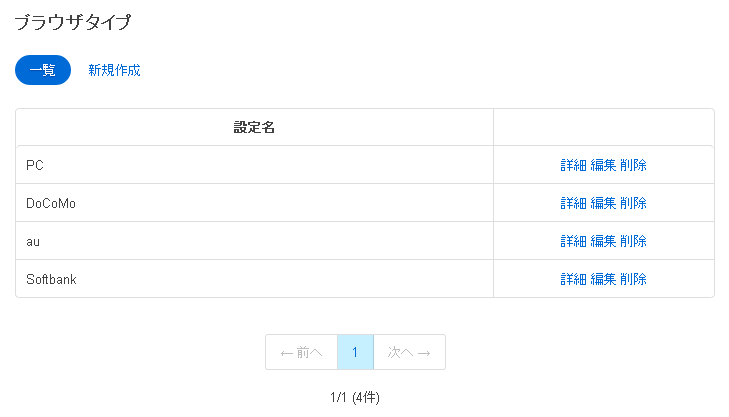 ブラウザタイプ
一覧 新規作成
設定名
PC 詳細 編集 削除
DoCoMo 詳細 編集 削除
au 詳細 編集 削除
Softbank 詳細 編集 削除
← 前へ 1 次へ →
1/1 (4件)